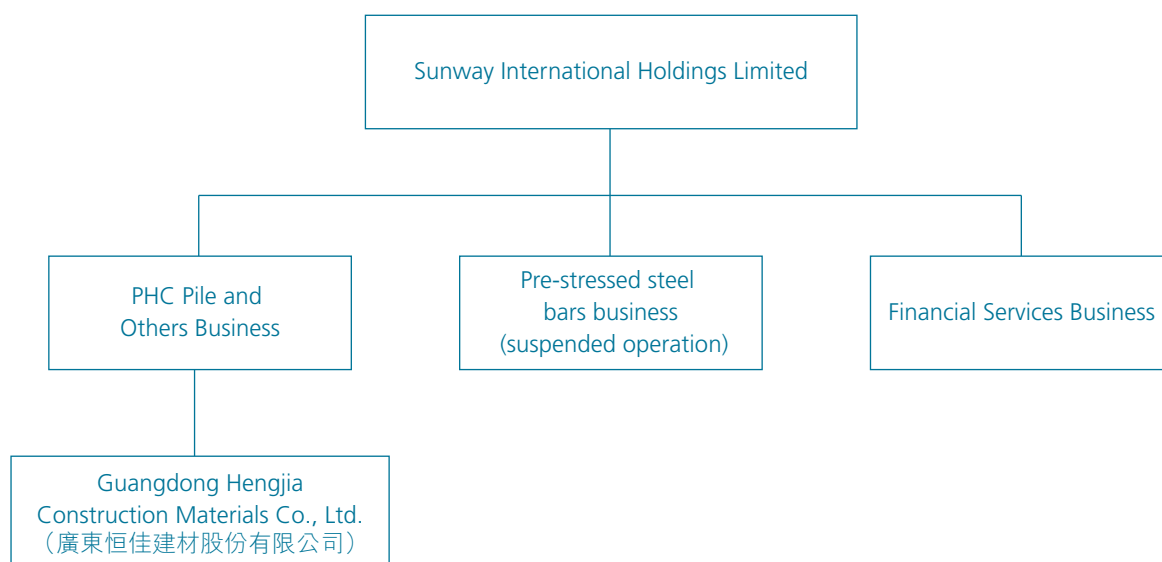 Sunway International Holdings Limited
PHC Pile and
Others Business
Pre-stressed steel
bars business
(suspended operation)
Financial Services Business
Guangdong Hengjia
Construction Materials Co., Ltd.
（廣東恒佳建材股份有限公司）